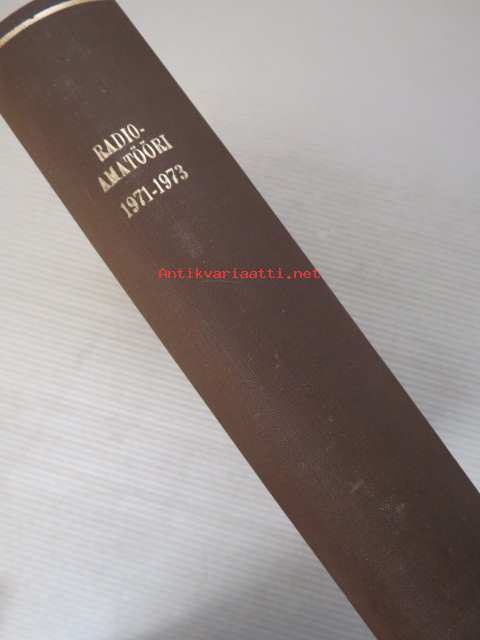 RADIO-
AMATÖÖRI
1971-1973
Antikvariaatti.net